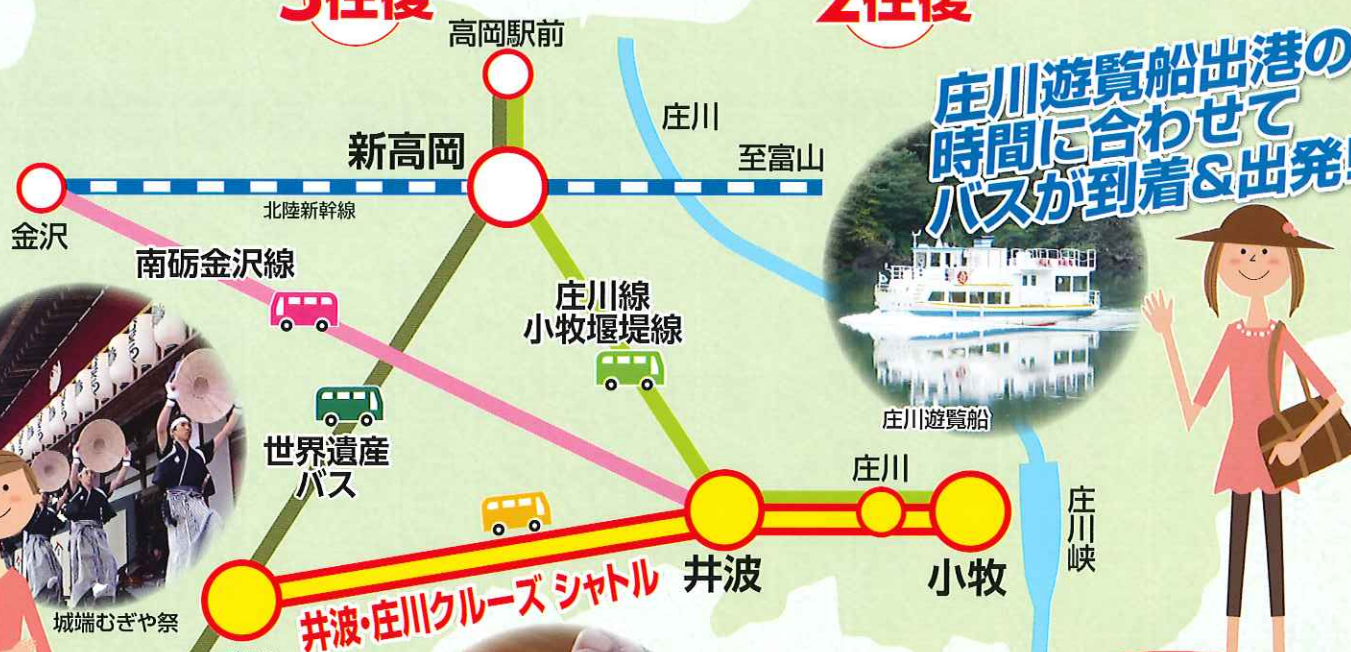 3往復
2往復
高岡駅前
庄川遊覧船出港の
時間に合わせて
バスが到着&出発!
庄川
新高岡
至富山
北陸新幹線
金沢
南砺金沢線
庄川線
小牧堰堤線
庄川遊覧船
世界遺産
バス
庄川
庄川峡
井波
小牧
井波・庄川クルーズ シャトル
城端むぎや祭